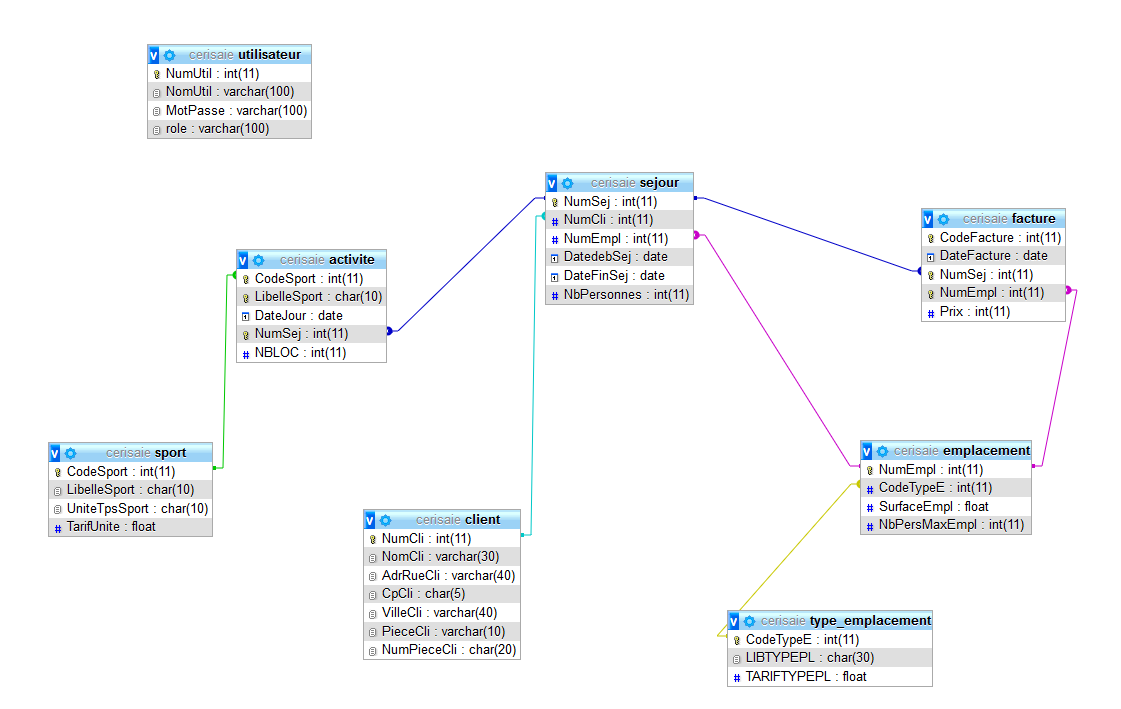 v cerisaie utilisateur
NumUtil : int(11)
NomUtil : varchar(100)
MotPasse : varchar(100)
role : varchar(100)
v cerisaie sejour
NumSej : int(11)
# NumCli : int(11)
# NumEmpl : int(11)
DatedebSej : date
DateFinSej : date
# NbPersonnes : int(11)
v cerisaie facture
CodeFacture : int(11)
DateFacture : date
NumSej : int(11)
NumEmpl : int(11)
# Prix : int(11)
v cerisaie activite
CodeSport : int(11)
LibelleSport : char(10)
DateJour : date
NumSej : int(11)
# NBLOC : int(11)
v cerisaie sport
CodeSport : int(11)
LibelleSport : char(10)
UniteTpsSport : char(10)
# TarifUnite : float
v cerisaie client
NumCli : int(11)
NomCli : varchar(30)
AdrRueCli : varchar(40)
CpCli : char(5)
VilleCli : varchar(40)
PieceCli : varchar(10)
NumPieceCli : char(20)
v cerisaie emplacement
NumEmpl : int(11)
# CodeTypeE : int(11)
# SurfaceEmpl : float
# NbPersMaxEmpl : int(11)
v cerisaie type_emplacement
CodeTypeE : int(11)
LIBTYPEPL : char(30)
# TARIFTYPEPL : float